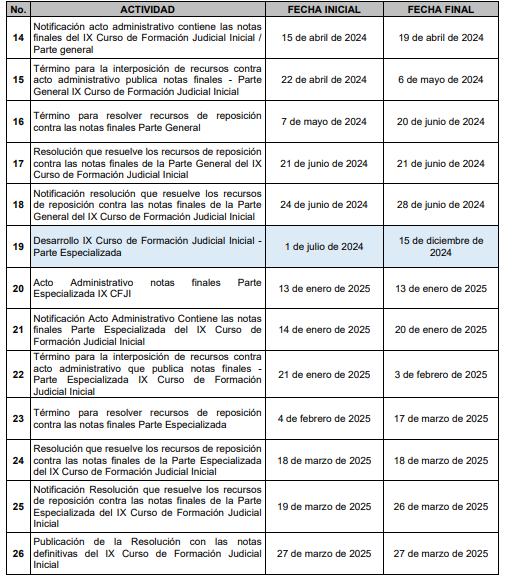 No. ACTIVIDAD FECHA INICIAL FECHA FINAL
14 Notificación acto administrativo contiene las notas
finales del IX Curso de Formación Judicial Inicial /
Parte general
15 de abril de 2024 19 de abril de 2024
15 Término para la interposición de recursos contra
acto administrativo publica notas finales - Parte
General IX Curso de Formación Judicial Inicial
22 de abril de 2024 6 de mayo de 2024
16 Término para resolver recursos de reposición
contra las notas finales Parte General
7 de mayo de 2024 20 de junio de 2024
17 Resolución que resuelve los recursos de reposición
contra las notas finales de la Parte General del IX
Curso de Formación Judicial Inicial
21 de junio de 2024 21 de junio de 2024
18 Notificación resolución que resuelve los recursos
de reposición contra las notas finales de la Parte
General del IX Curso de Formación Judicial Inicial
24 de junio de 2024 28 de junio de 2024
19 Desarrollo IX Curso de Formación Judicial Inicial -
Parte Especializada
1 de julio de 2024 15 de diciembre de
2024
20 Acto Administrativo notas finales Parte
Especializada IX CFJI
13 de enero de 2025 13 de enero de 2025
21 Notificación Acto Administrativo Contiene las notas
finales Parte Especializada del IX Curso de
Formación Judicial Inicial
14 de enero de 2025 20 de enero de 2025
22 Término para la interposición de recursos contra
acto administrativo que publica notas finales -
Parte Especializada IX Curso de Formación
Judicial Inicial
21 de enero de 2025 3 de febrero de 2025
23 Término para resolver recursos de reposición
contra las notas finales Parte Especializada
4 de febrero de 2025 17 de marzo de 2025
24 Resolución que resuelve los recursos de reposición
contra las notas finales de la Parte Especializada
del IX Curso de Formación Judicial Inicial
18 de marzo de 2025 18 de marzo de 2025
25 Notificación Resolución que resuelve los recursos
de reposición contra las notas finales de la Parte
Especializada del IX Curso de Formación Judicial
Inicial
19 de marzo de 2025 26 de marzo de 2025
26 Publicación de la Resolución con las notas
definitivas del IX Curso de Formación Judicial
Inicial
27 de marzo de 2025 27 de marzo de 2025